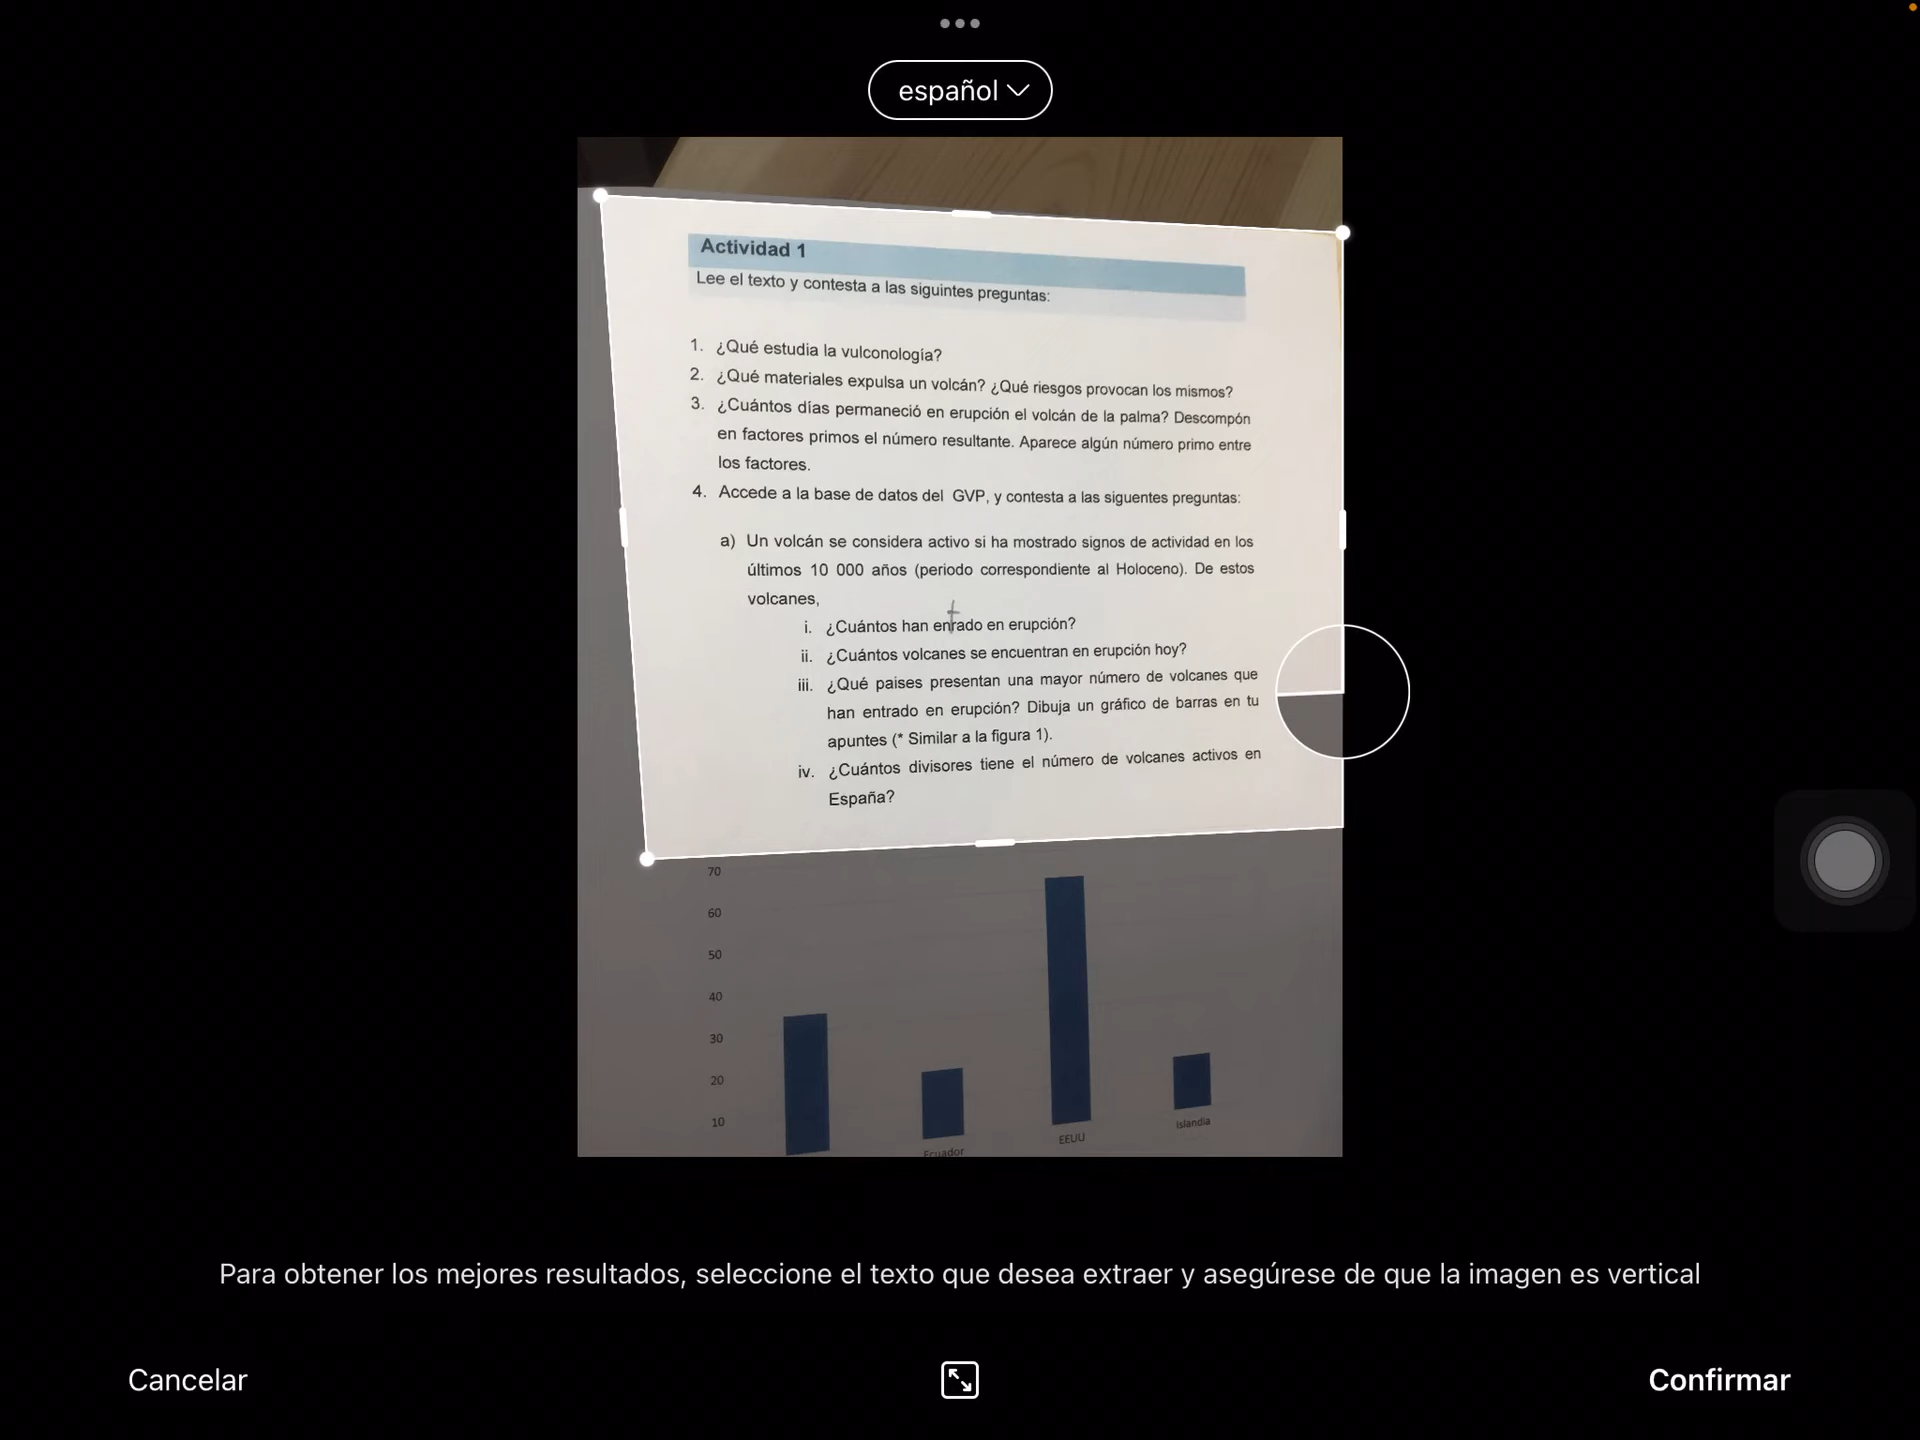 español
Actividad 1
Lee el texto y contesta a las siguintes preguntas:
1. ¿Qué estudia la vulconología?
2. ¿Qué materiales expulsa un volcán? ¿Qué riesgos provocan los mismos?
3. ¿Cuántos días permaneció en erupción el volcán de la palma? Descompón
en factores primos el número resultante. Aparece algún número primo entre
los factores.
4. Accede a la base de datos del GVP, y contesta a las siguentes preguntas:
a) Un volcán se considera activo si ha mostrado signos de actividad en los
últimos 10 000 años (periodo correspondiente al Holoceno). De estos
volcanes,
t
i. ¿Cuántos han enrado en erupción?
ii. ¿Cuántos volcanes se encuentran en erupción hoy?
iii. ¿Qué paises presentan una mayor número de volcanes que
han entrado en erupción? Dibuja un gráfico de barras en tu
apuntes (* Similar a la figura 1).
iv. ¿Cuántos divisores tiene el número de volcanes activos en
España?
70
60
50
40
30
20
10
Ecuador
EEUU
Islandia
Para obtener los mejores resultados, seleccione el texto que desea extraer y asegúrese de que la imagen es vertical
Cancelar
Confirmar